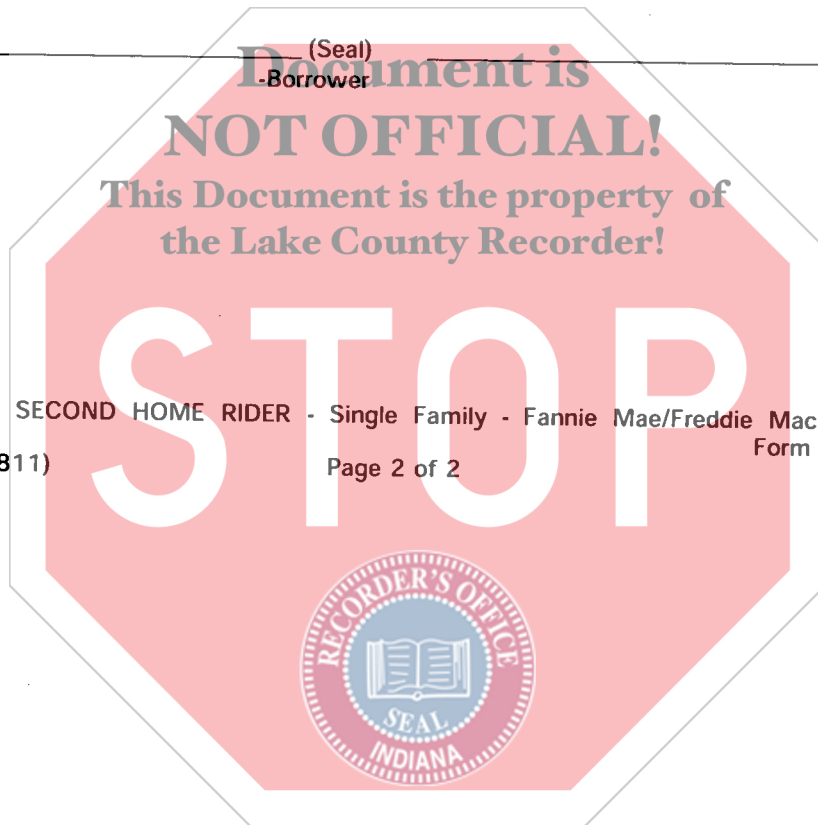 (Seal)
-Borrower
Document is
NOT OFFICIAL!
This Document is the property of
the Lake County Recorder!
STOP
SECOND HOME RIDER - Single Family - Fannie Mae/Freddie Mac
Form
811)
Page 2 of 2
RECORDER'S OFFICE
SEAL
INDIANA